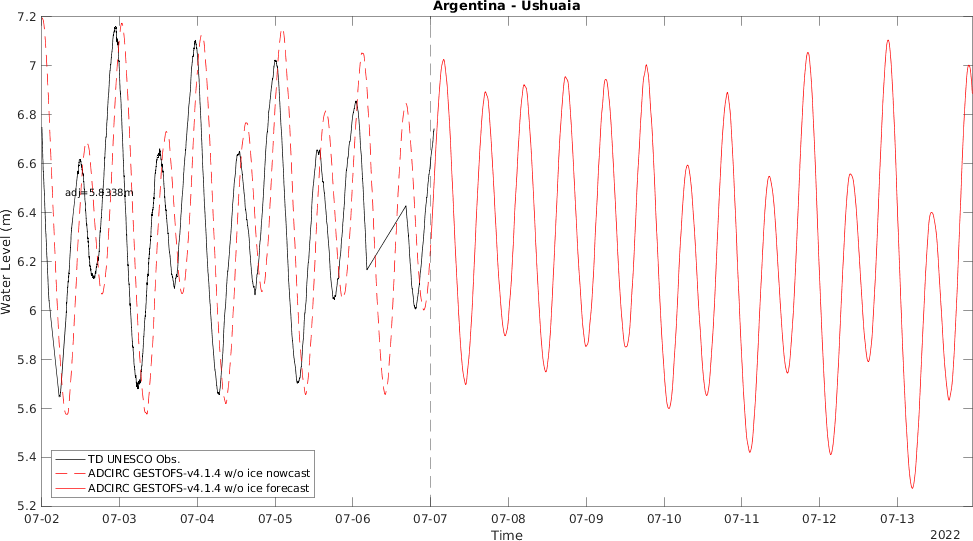 Argentina - Ushuaia
7.2
7
6.8
6.6
6.4
6.2
6
5.8
5.6
5.4
5.2
Water Level (m)
adj=5.8338m
TD UNESCO Obs.
ADCIRC GESTOFS-v4.1.4 w/o ice nowcast
ADCIRC GESTOFS-v4.1.4 w/o ice forecast
07-02 07-03 07-04 07-05 07-06 07-07 07-08 07-09 07-10 07-11 07-12 07-13
Time
2022